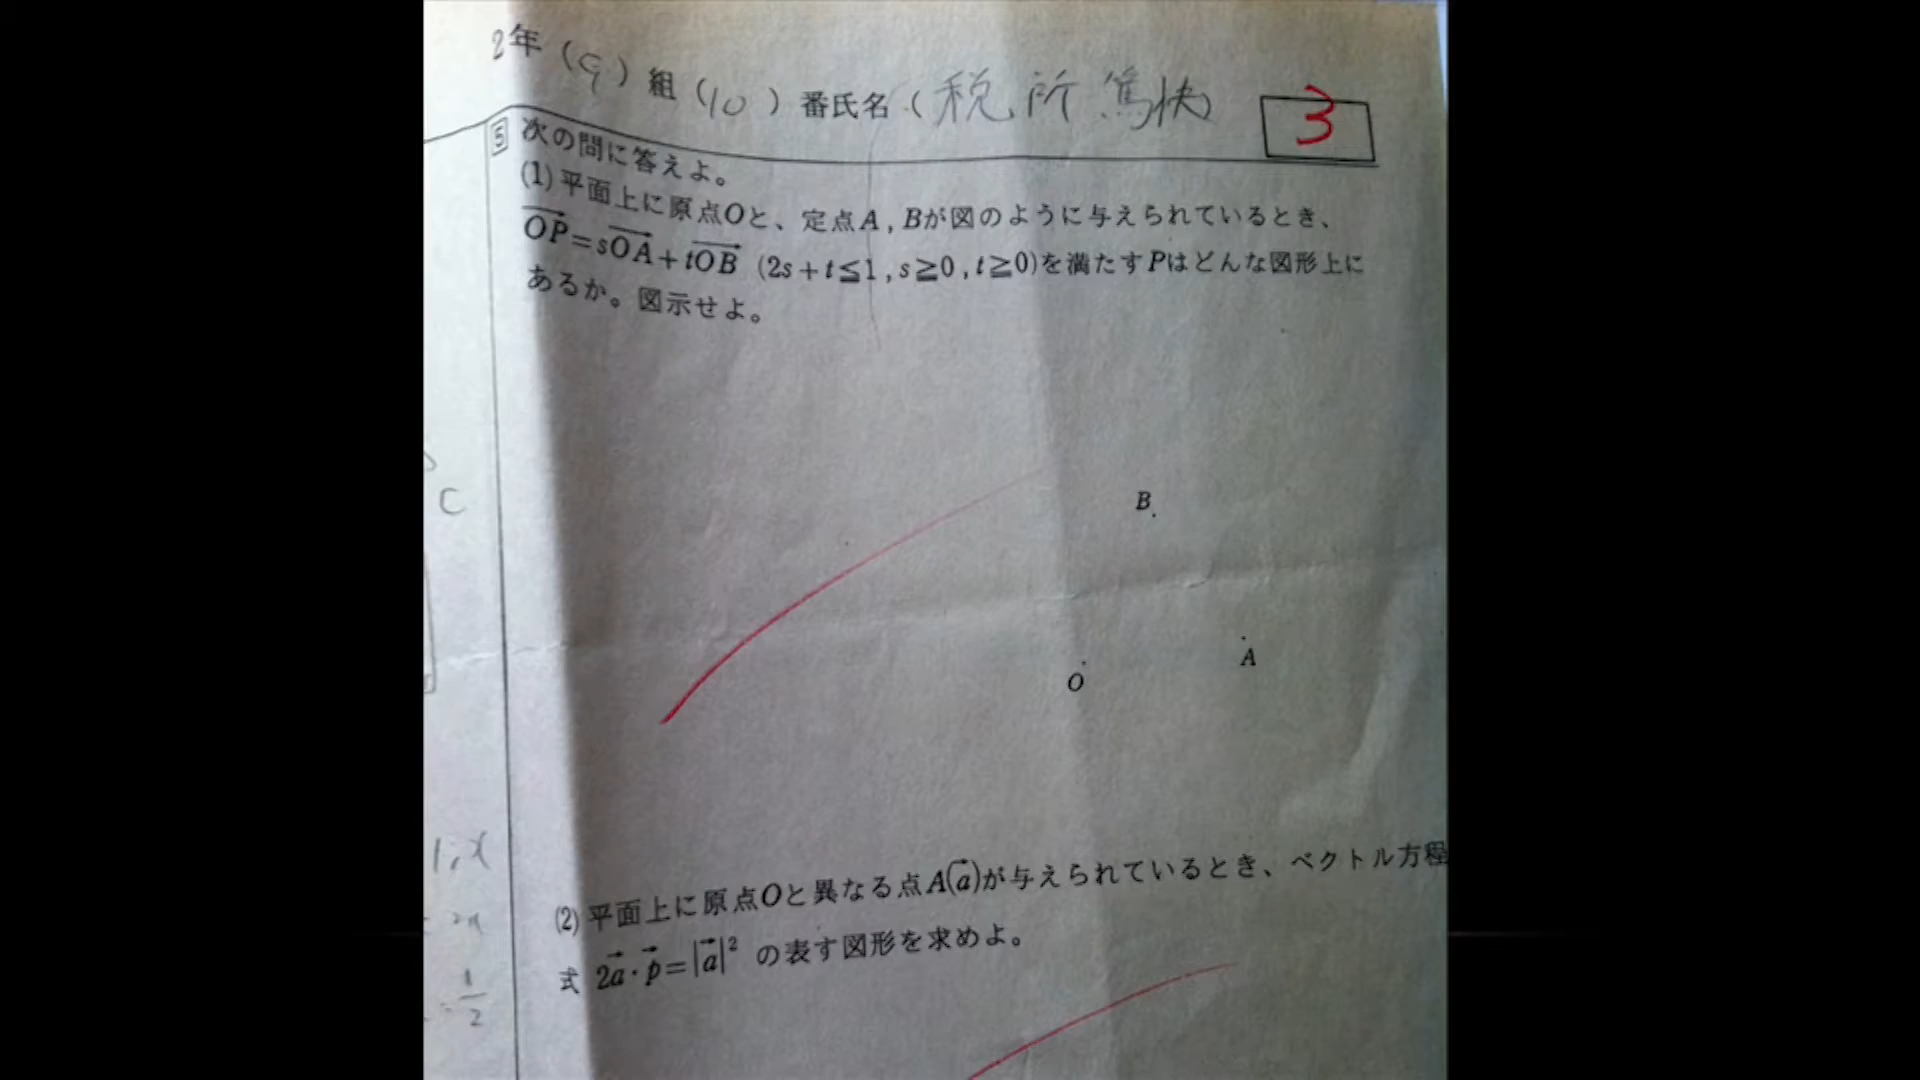 2年(9)組(10)番氏名(税所篤快)
3
5 次の問に答えよ。
(1)平面上に原点Oと、定点A,Bが図のように与えられているとき、
OP=sOA+tOB (2s+t≦1,s≧0,t≧0)を満たすPはどんな図形上に
あるか。図示せよ。
C
B
A
O
1,x
(2)平面上に原点Oと異なる点A(a)が与えられているとき、ベクトル方程
式 2a・p=|a|² の表す図形を求めよ。
1/2